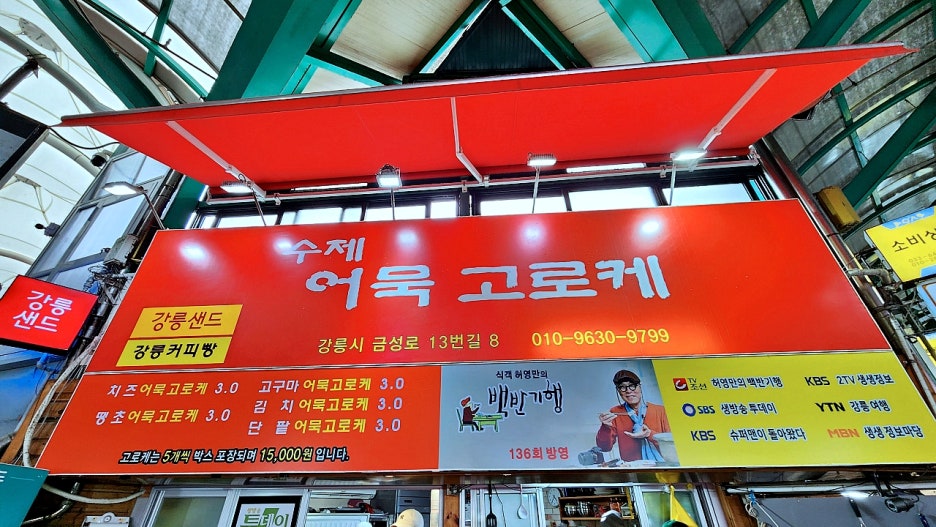 수제
어묵 고로케
강릉샌드
강릉샌드
강릉커피빵
강릉시 금성로 13번길 8 010-9630-9799
치즈어묵고로케 3.0 고구마어묵고로케 3.0
땡초어묵고로케 3.0 김 치어묵고로케 3.0
단 팥어묵고로케 3.0
고로케는 5개씩 박스 포장되며 15,000원 입니다.
식객 허영만의
백반기행
136회 방영
TV조선 허영만의 백반기행 KBS 2TV 생생정보
SBS 생방송 투데이 YTN 강릉 여행
KBS 슈퍼맨이 돌아왔다 MBN 생생 정보마당
소비성
투데이